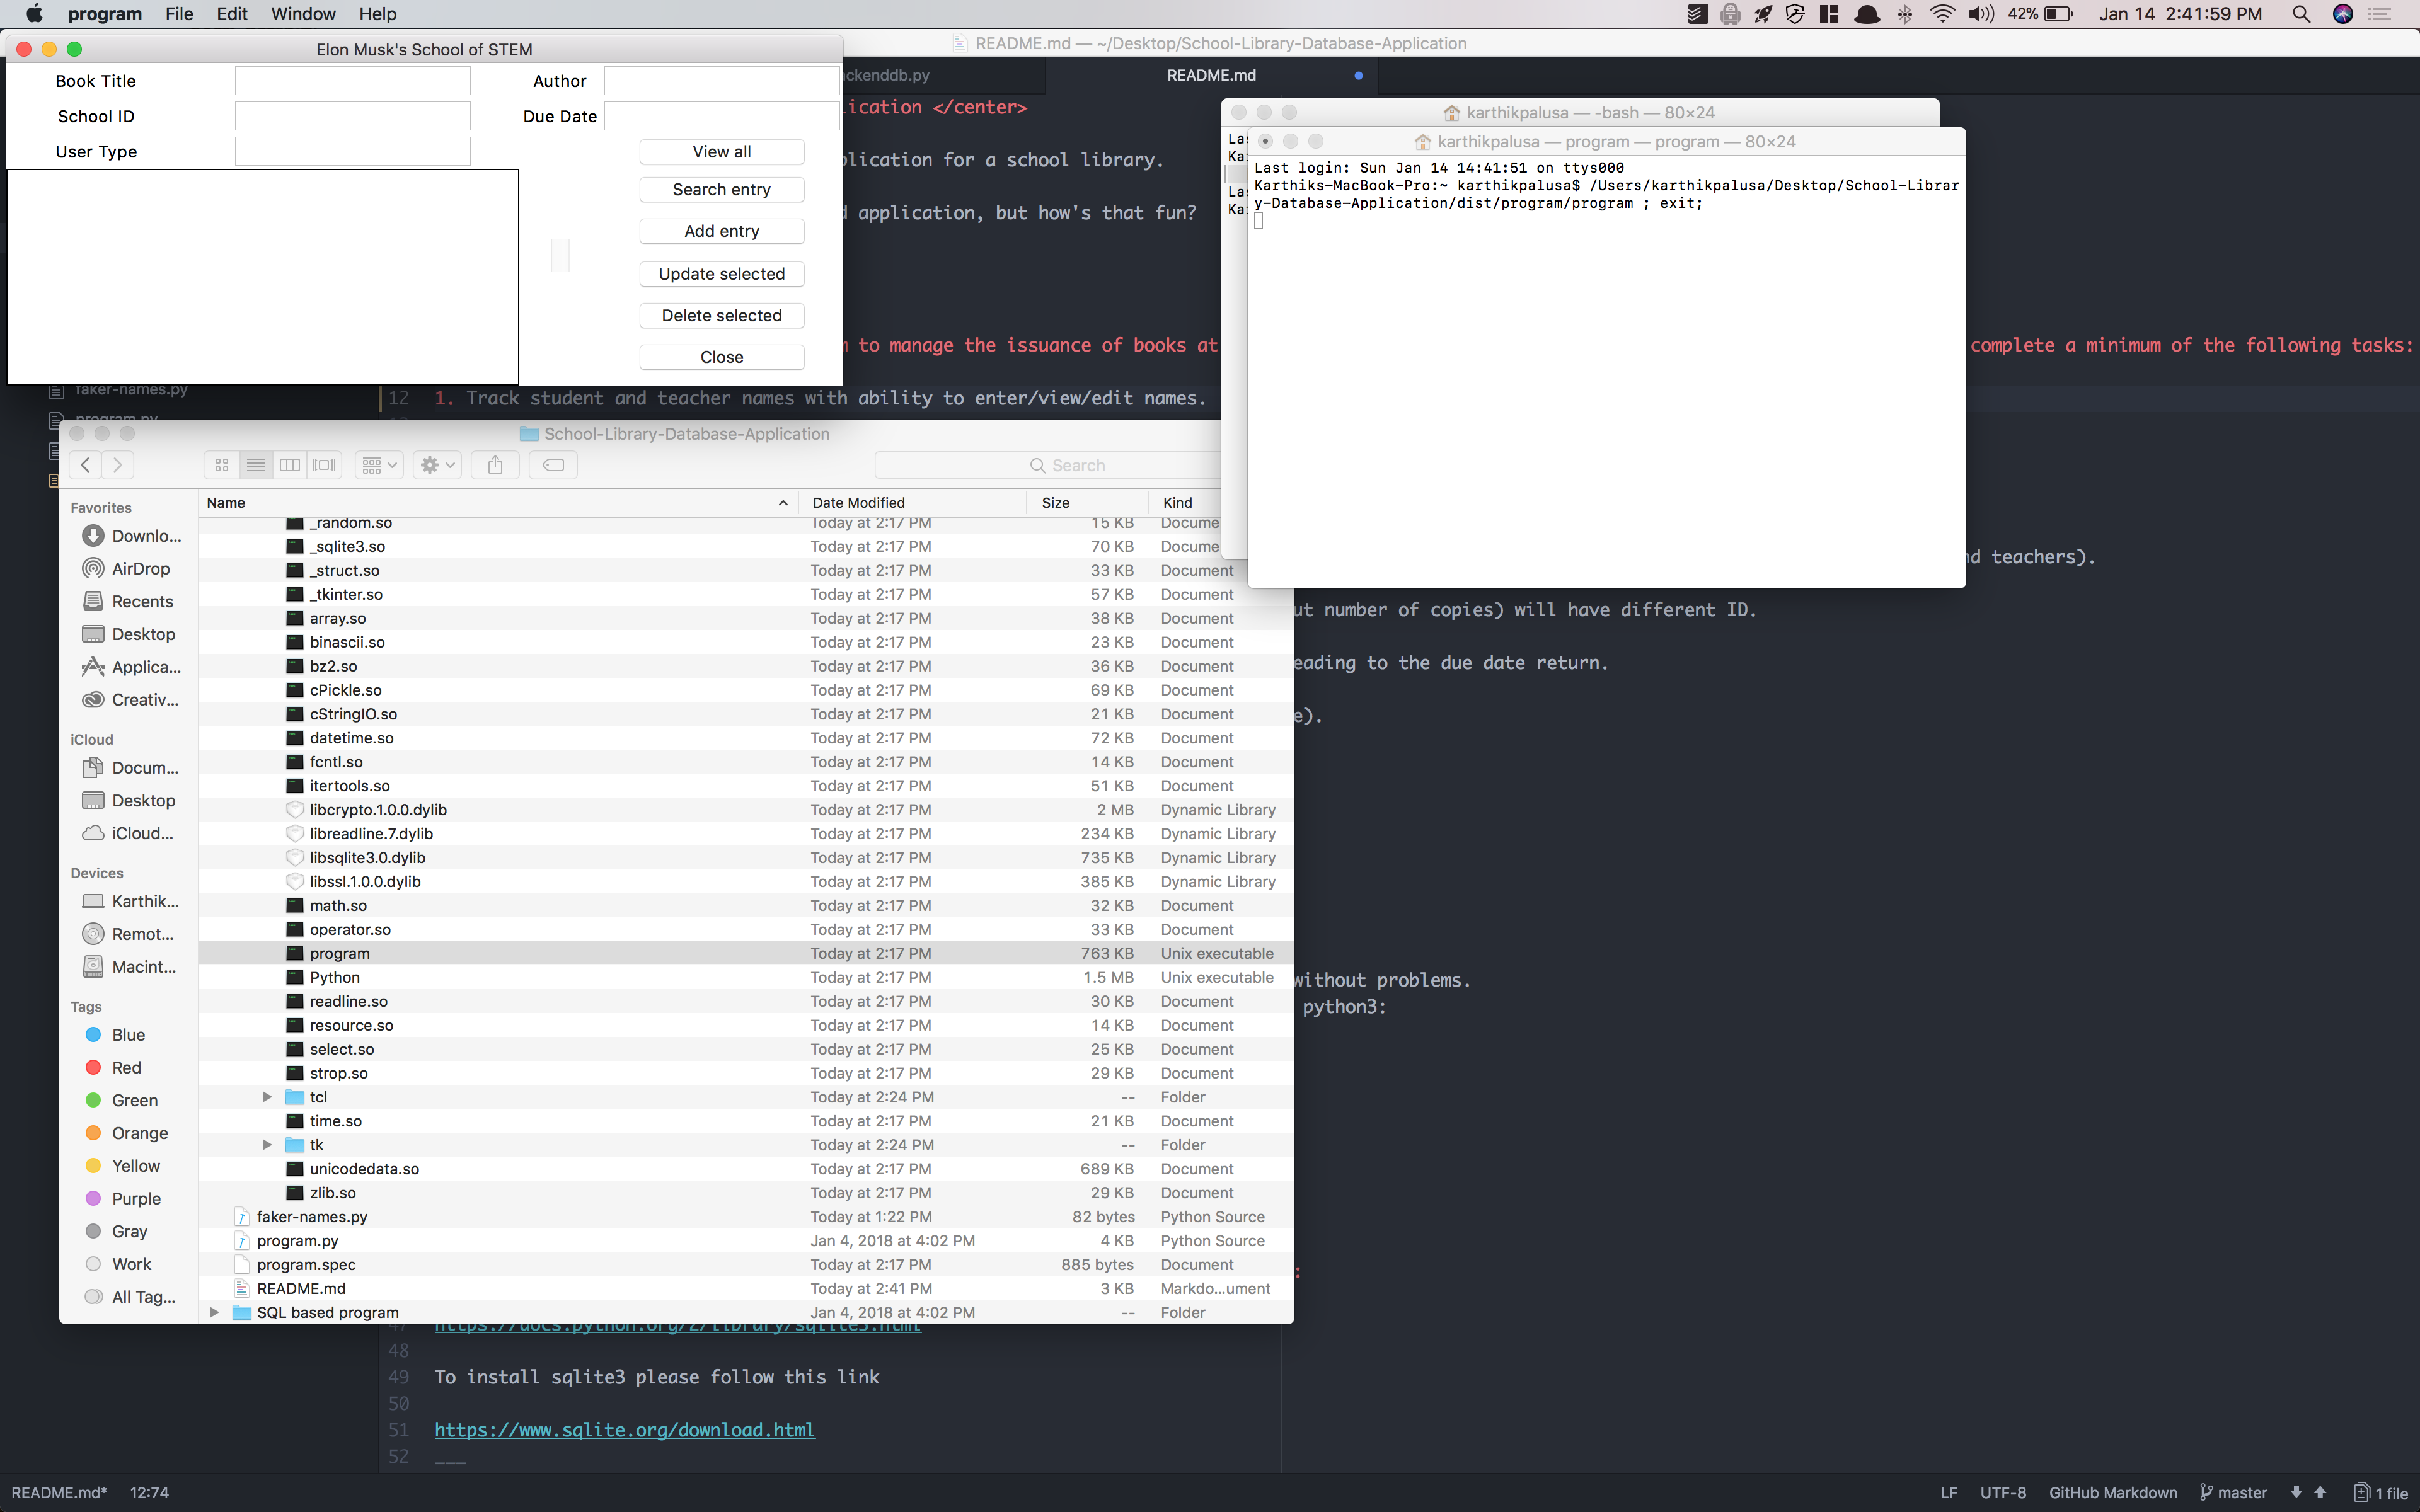 program File Edit Window Help
42% Jan 14 2:41:59 PM
Elon Musk's School of STEM
Book Title
Author
School ID
Due Date
User Type
View all
Search entry
Add entry
Update selected
Delete selected
Close
README.md — ~/Desktop/School-Library-Database-Application
ckenddb.py
README.md
ication </center>
lication for a school library.
d application, but how's that fun?
to manage the issuance of books at
complete a minimum of the following tasks:
faker-names.py
12 1. Track student and teacher names with ability to enter/view/edit names.
program.py
karthikpalusa — -bash — 80×24
karthikpalusa — program — program — 80×24
Last login: Sun Jan 14 14:41:51 on ttys000
Karthiks-MacBook-Pro:~ karthikpalusa$ /Users/karthikpalusa/Desktop/School-Librar
y-Database-Application/dist/program/program ; exit;
School-Library-Database-Application
Search
Favorites
Downlo...
AirDrop
Recents
Desktop
Applica...
Creativ...
iCloud
Docum...
Desktop
iCloud...
Devices
Karthik...
Remot...
Macint...
Tags
Blue
Red
Green
Orange
Yellow
Purple
Gray
Work
All Tag...
Name Date Modified Size Kind
_random.so Today at 2:17 PM 15 KB Docume
_sqlite3.so Today at 2:17 PM 70 KB Docume
_struct.so Today at 2:17 PM 33 KB Document
_tkinter.so Today at 2:17 PM 57 KB Document
array.so Today at 2:17 PM 38 KB Document
binascii.so Today at 2:17 PM 23 KB Document
bz2.so Today at 2:17 PM 36 KB Document
cPickle.so Today at 2:17 PM 69 KB Document
cStringIO.so Today at 2:17 PM 21 KB Document
datetime.so Today at 2:17 PM 72 KB Document
fcntl.so Today at 2:17 PM 14 KB Document
itertools.so Today at 2:17 PM 51 KB Document
libcrypto.1.0.0.dylib Today at 2:17 PM 2 MB Dynamic Library
libreadline.7.dylib Today at 2:17 PM 234 KB Dynamic Library
libsqlite3.0.dylib Today at 2:17 PM 735 KB Dynamic Library
libssl.1.0.0.dylib Today at 2:17 PM 385 KB Dynamic Library
math.so Today at 2:17 PM 32 KB Document
operator.so Today at 2:17 PM 33 KB Document
program Today at 2:17 PM 763 KB Unix executable
Python Today at 2:17 PM 1.5 MB Unix executable
readline.so Today at 2:17 PM 30 KB Document
resource.so Today at 2:17 PM 14 KB Document
select.so Today at 2:17 PM 25 KB Document
strop.so Today at 2:17 PM 29 KB Document
tcl Today at 2:24 PM -- Folder
time.so Today at 2:17 PM 21 KB Document
tk Today at 2:24 PM -- Folder
unicodedata.so Today at 2:17 PM 689 KB Document
zlib.so Today at 2:17 PM 29 KB Document
faker-names.py Today at 1:22 PM 82 bytes Python Source
program.py Jan 4, 2018 at 4:02 PM 4 KB Python Source
program.spec Today at 2:17 PM 885 bytes Document
README.md Today at 2:41 PM 3 KB Markdo...ument
SQL based program Jan 4, 2018 at 4:02 PM -- Folder
nd teachers).
ut number of copies) will have different ID.
eading to the due date return.
e).
without problems.
python3:
:
47 https://docs.python.org/2/library/sqlite3.html
48
49 To install sqlite3 please follow this link
50
51 https://www.sqlite.org/download.html
52 ___
README.md* 12:74
LF UTF-8 GitHub Markdown master 1 file